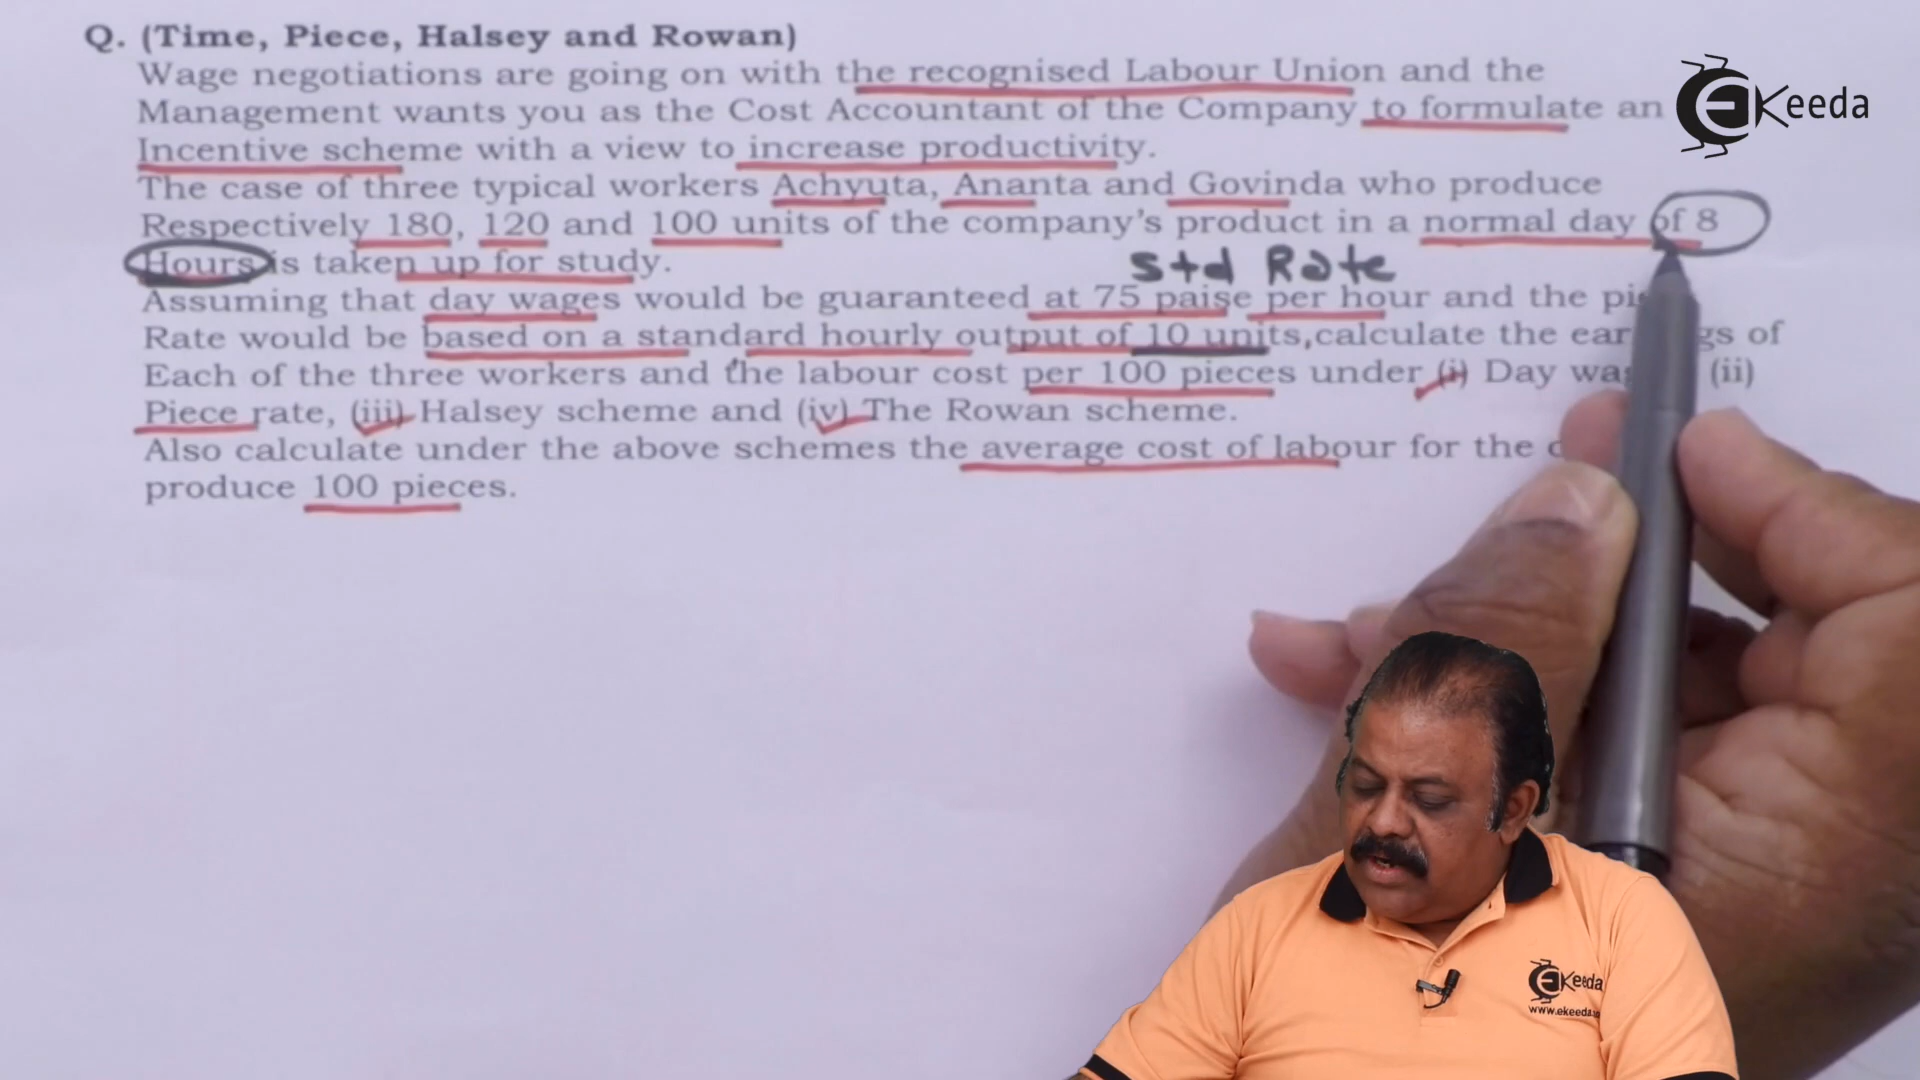 Q. (Time, Piece, Halsey and Rowan)
Wage negotiations are going on with the recognised Labour Union and the
Management wants you as the Cost Accountant of the Company to formulate an
Incentive scheme with a view to increase productivity.
The case of three typical workers Achyuta, Ananta and Govinda who produce
Respectively 180, 120 and 100 units of the company's product in a normal day of 8
Hours is taken up for study.
Std Rate
Assuming that day wages would be guaranteed at 75 paise per hour and the
Rate would be based on a standard hourly output of 10 units, calculate the
of
Each of the three workers and the labour cost per 100 pieces under (i) Day (ii)
Piece rate, (iii) Halsey scheme and (iv) The Rowan scheme.
Also calculate under the above schemes the average cost of labour for the
produce 100 pieces.
EKeeda
EKeeda